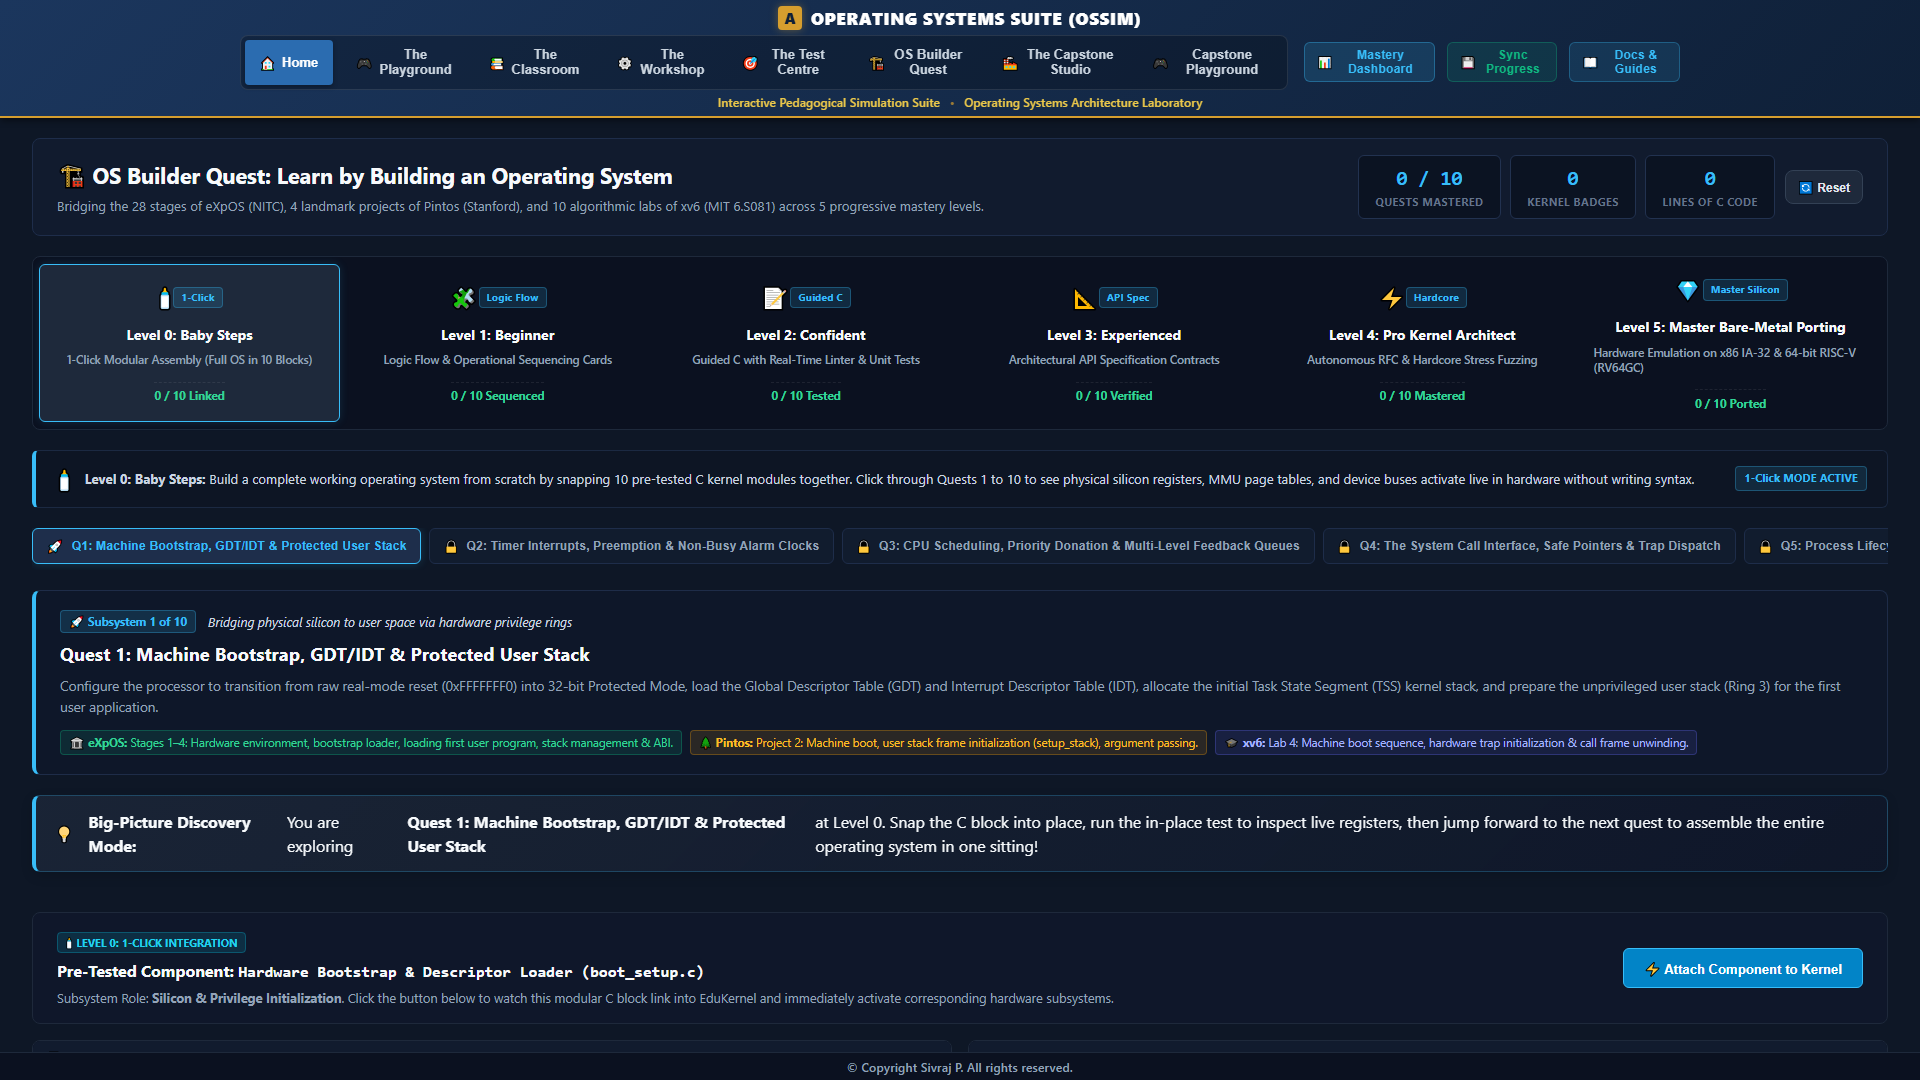 A OPERATING SYSTEMS SUITE (OSSIM)
Home
The Playground
The Classroom
The Workshop
The Test Centre
OS Builder Quest
The Capstone Studio
Capstone Playground
Mastery Dashboard
Sync Progress
Docs & Guides
Interactive Pedagogical Simulation Suite • Operating Systems Architecture Laboratory
OS Builder Quest: Learn by Building an Operating System
Bridging the 28 stages of eXpOS (NITC), 4 landmark projects of Pintos (Stanford), and 10 algorithmic labs of xv6 (MIT 6.S081) across 5 progressive mastery levels.
0 / 10
QUESTS MASTERED
0
KERNEL BADGES
0
LINES OF C CODE
Reset
1-Click
Level 0: Baby Steps
1-Click Modular Assembly (Full OS in 10 Blocks)
0 / 10 Linked
Logic Flow
Level 1: Beginner
Logic Flow & Operational Sequencing Cards
0 / 10 Sequenced
Guided C
Level 2: Confident
Guided C with Real-Time Linter & Unit Tests
0 / 10 Tested
API Spec
Level 3: Experienced
Architectural API Specification Contracts
0 / 10 Verified
Hardcore
Level 4: Pro Kernel Architect
Autonomous RFC & Hardcore Stress Fuzzing
0 / 10 Mastered
Master Silicon
Level 5: Master Bare-Metal Porting
Hardware Emulation on x86 IA-32 & 64-bit RISC-V
(RV64GC)
0 / 10 Ported
Level 0: Baby Steps: Build a complete working operating system from scratch by snapping 10 pre-tested C kernel modules together. Click through Quests 1 to 10 to see physical silicon registers, MMU page tables, and device buses activate live in hardware without writing syntax.
1-Click MODE ACTIVE
Q1: Machine Bootstrap, GDT/IDT & Protected User Stack
Q2: Timer Interrupts, Preemption & Non-Busy Alarm Clocks
Q3: CPU Scheduling, Priority Donation & Multi-Level Feedback Queues
Q4: The System Call Interface, Safe Pointers & Trap Dispatch
Q5: Process Lifecy
Subsystem 1 of 10 Bridging physical silicon to user space via hardware privilege rings
Quest 1: Machine Bootstrap, GDT/IDT & Protected User Stack
Configure the processor to transition from raw real-mode reset (0xFFFFFFF0) into 32-bit Protected Mode, load the Global Descriptor Table (GDT) and Interrupt Descriptor Table (IDT), allocate the initial Task State Segment (TSS) kernel stack, and prepare the unprivileged user stack (Ring 3) for the first
user application.
eXpOS: Stages 1–4: Hardware environment, bootstrap loader, loading first user program, stack management & ABI.
Pintos: Project 2: Machine boot, user stack frame initialization (setup_stack), argument passing.
xv6: Lab 4: Machine boot sequence, hardware trap initialization & call frame unwinding.
Big-Picture Discovery
Mode:
You are
exploring
Quest 1: Machine Bootstrap, GDT/IDT & Protected
User Stack
at Level 0. Snap the C block into place, run the in-place test to inspect live registers, then jump forward to the next quest to assemble the entire
operating system in one sitting!
LEVEL 0: 1-CLICK INTEGRATION
Pre-Tested Component: Hardware Bootstrap & Descriptor Loader (boot_setup.c)
Subsystem Role: Silicon & Privilege Initialization. Click the button below to watch this modular C block link into EduKernel and immediately activate corresponding hardware subsystems.
Attach Component to Kernel
© Copyright Sivraj P. All rights reserved.